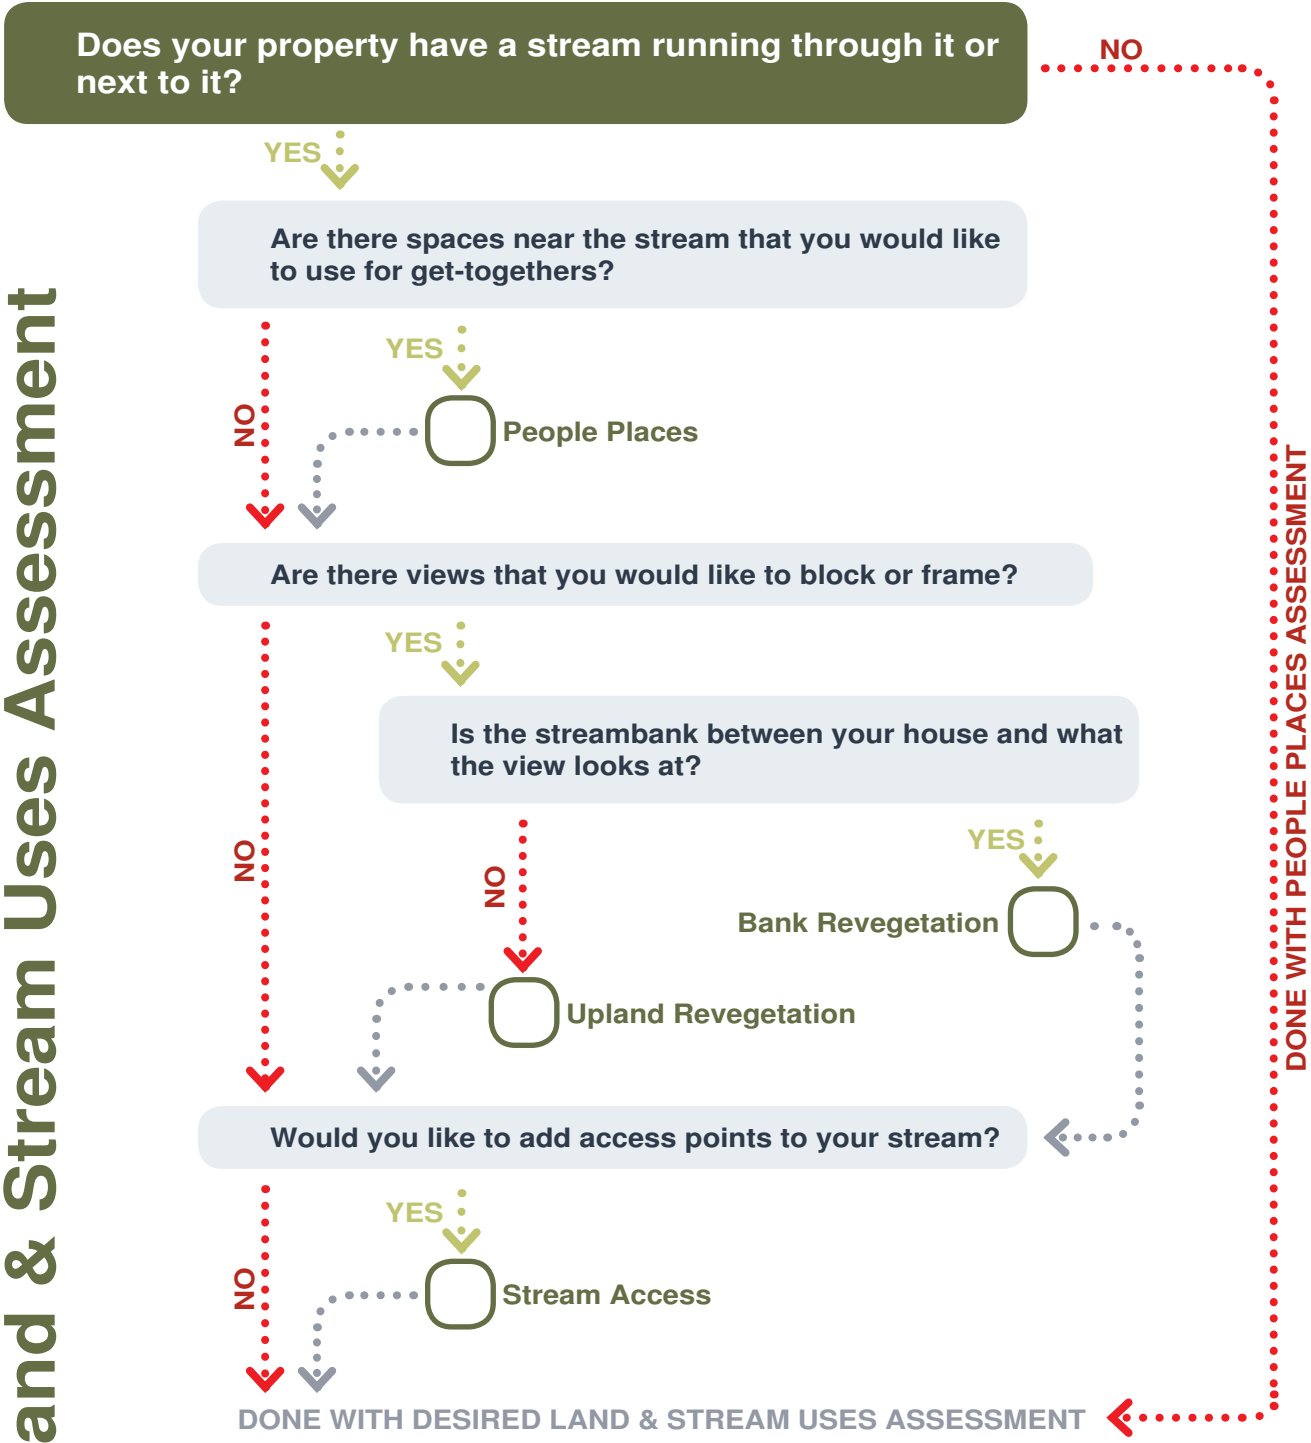 Does your property have a stream running through it or
next to it?
NO
YES
Are there spaces near the stream that you would like
to use for get-togethers?
YES
NO
People Places
Are there views that you would like to block or frame?
YES
Is the streambank between your house and what
the view looks at?
NO
NO
YES
Bank Revegetation
Upland Revegetation
Would you like to add access points to your stream?
YES
NO
Stream Access
DONE WITH DESIRED LAND & STREAM USES ASSESSMENT
DONE WITH PEOPLE PLACES ASSESSMENT
and & Stream Uses Assessment